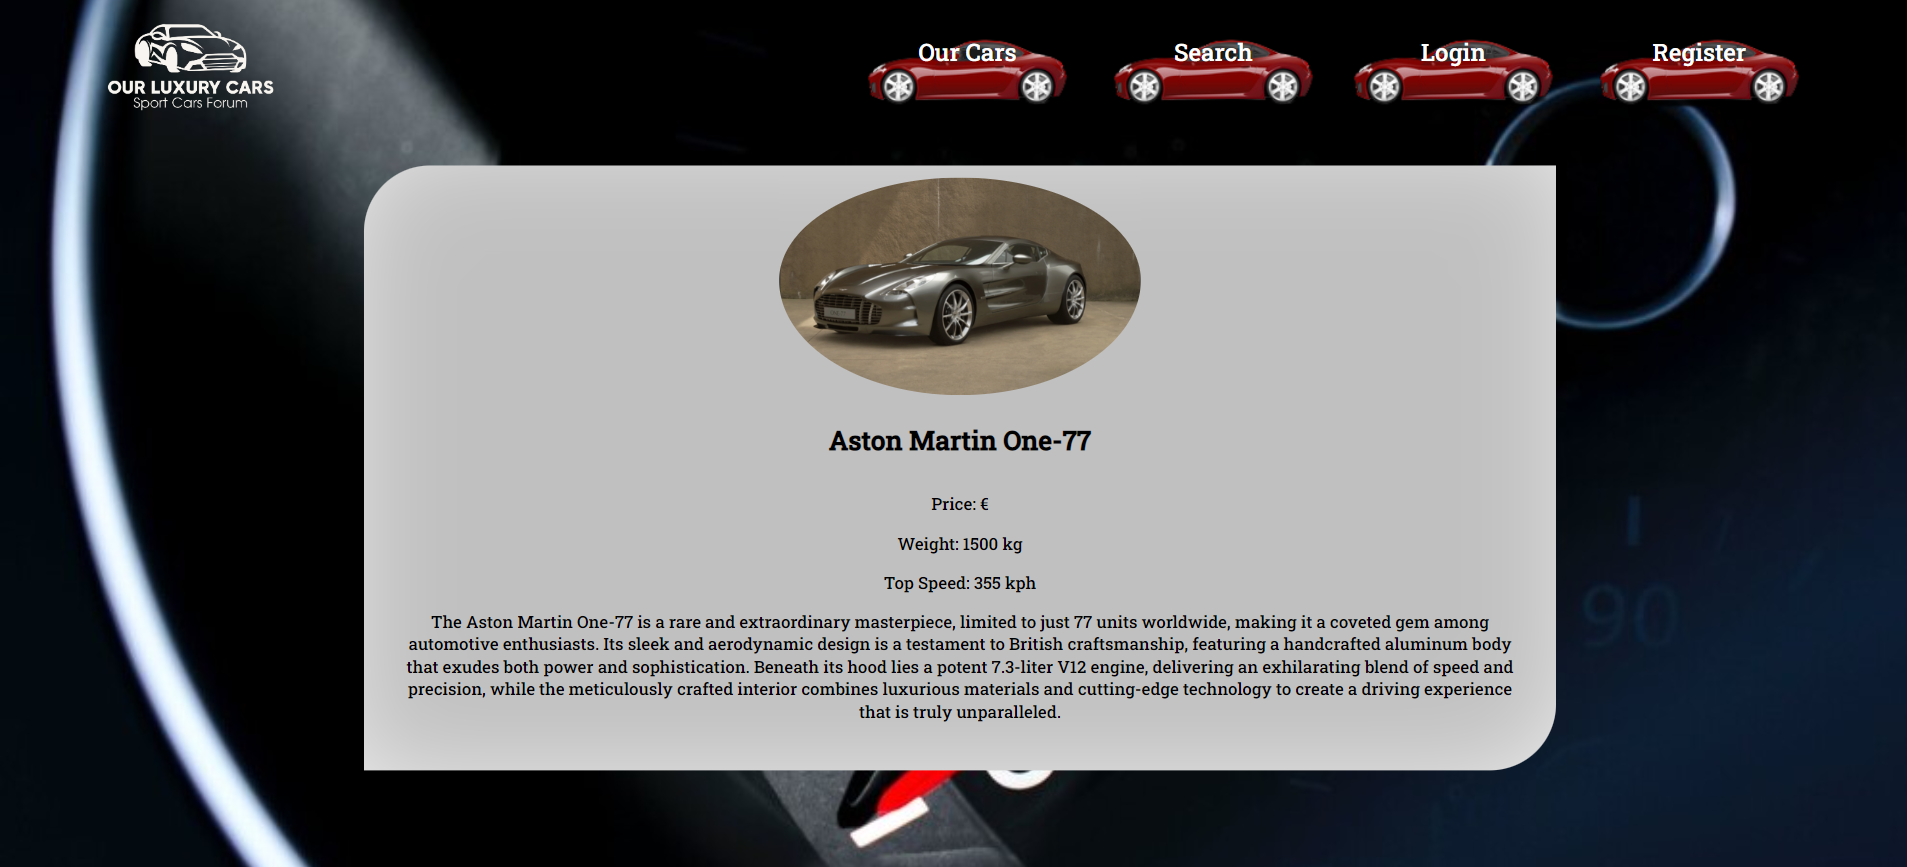 OUR LUXURY CARS
Sport Cars Forum
Our Cars
Search
Login
Register
Aston Martin One-77
Price: €
Weight: 1500 kg
Top Speed: 355 kph
The Aston Martin One-77 is a rare and extraordinary masterpiece, limited to just 77 units worldwide, making it a coveted gem among
automotive enthusiasts. Its sleek and aerodynamic design is a testament to British craftsmanship, featuring a handcrafted aluminum body
that exudes both power and sophistication. Beneath its hood lies a potent 7.3-liter V12 engine, delivering an exhilarating blend of speed and
precision, while the meticulously crafted interior combines luxurious materials and cutting-edge technology to create a driving experience
that is truly unparalleled.
90